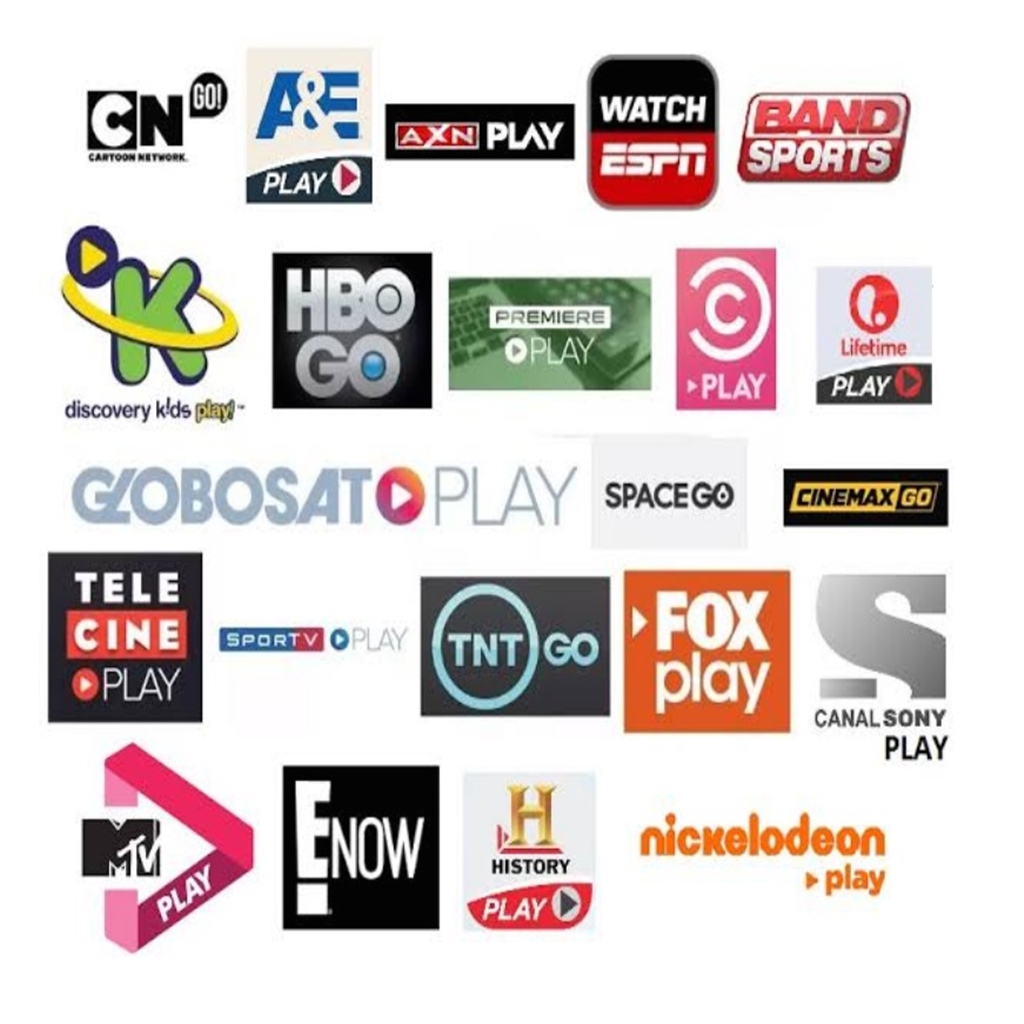 CN GO!
CARTOON NETWORK.
A&E
PLAY
AXN PLAY
WATCH
ESPN
BAND
SPORTS
K
discovery k!ds play!™
HBO
GO
PREMIERE
PLAY
C
PLAY
Lifetime
PLAY
GLOBOSAT PLAY
SPACE GO
CINEMAX GO
TELE
CINE
PLAY
SPORTV PLAY
TNT GO
FOX
play
S
CANAL SONY
PLAY
MTV
PLAY
E! NOW
H
HISTORY
PLAY
nickelodeon
play